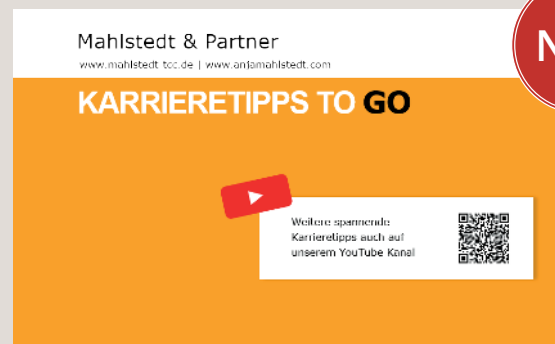 Mahlstedt & Partner
www.mahlstedt-tcc.de | www.anjamahlstedt.com
KARRIERETIPPS TO GO
Weitere spannende
Karrieretipps auch auf
unserem YouTube Kanal
N